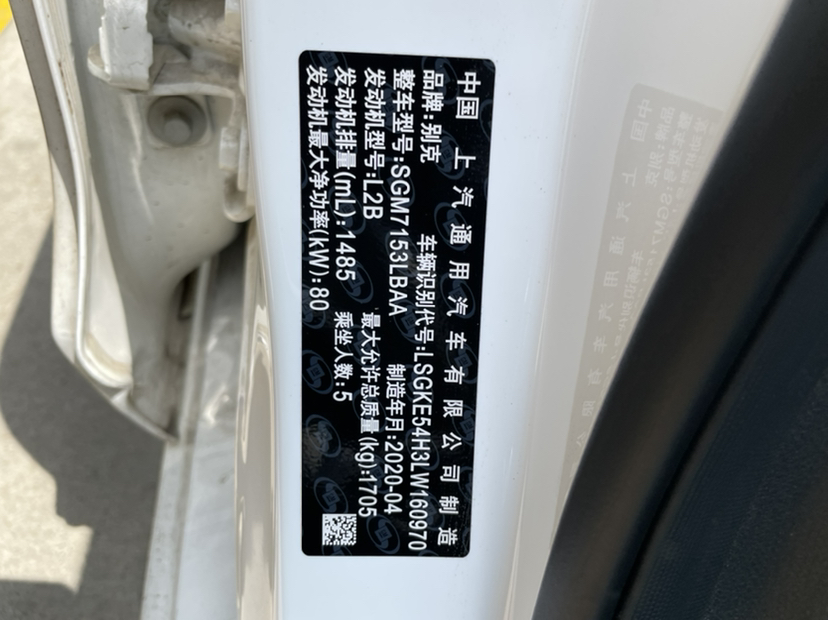 中国 上汽通用汽车有限公司制造
品牌:别克 车辆识别代号:LSGKE54H3LW160970
整车型号:SGM7153LBAA 制造年月:2020-04
发动机型号:L2B 最大允许总质量(kg):1705
发动机排量(mL):1485 乘坐人数:5
发动机最大净功率(kW):80